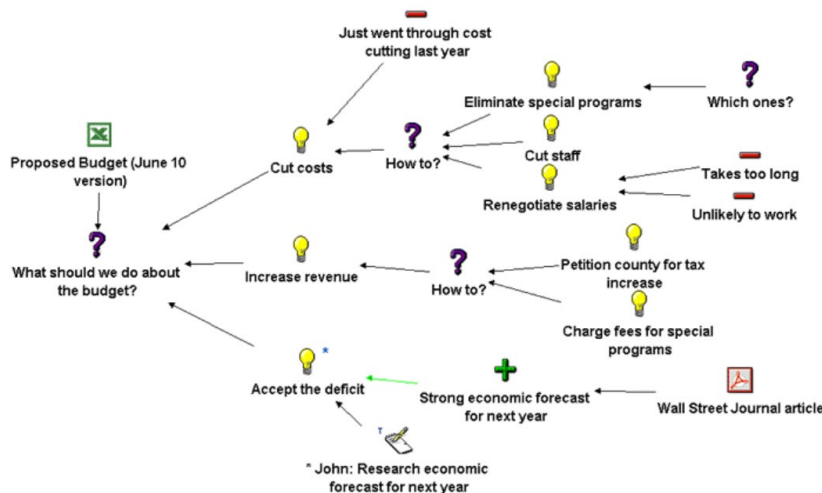 Just went through cost
cutting last year
Eliminate special programs
Which ones?
Proposed Budget (June 10
version)
Cut costs
How to?
Cut staff
Takes too long
Renegotiate salaries
Unlikely to work
What should we do about
the budget?
Increase revenue
How to?
Petition county for tax
increase
Charge fees for special
programs
*
Accept the deficit
Strong economic forecast
for next year
Wall Street Journal article
T
* John: Research economic
forecast for next year